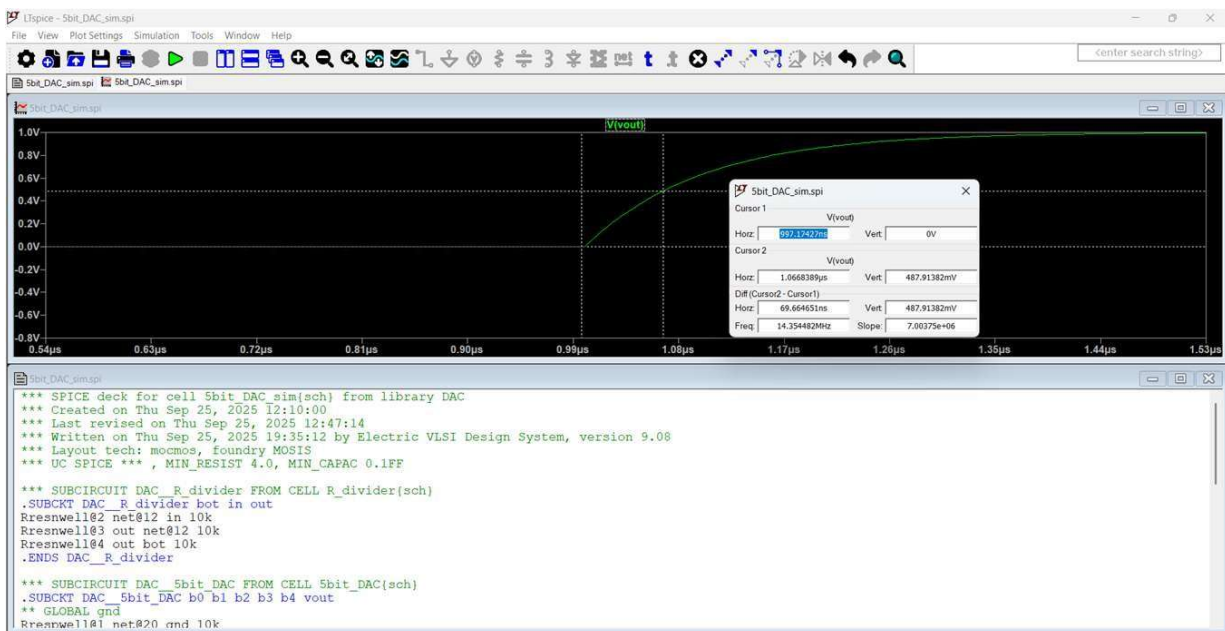 LTspice - 5bit_DAC_sim.spi
File View Plot Settings Simulation Tools Window Help
<enter search string>
5bit_DAC_sim.spi 5bit_DAC_sim.spi
5bit_DAC_sim.spi
V(vout)
1.0V
0.8V
0.6V
0.4V
0.2V
0.0V
-0.2V
-0.4V
-0.6V
-0.8V
0.54µs 0.63µs 0.72µs 0.81µs 0.90µs 0.99µs 1.08µs 1.17µs 1.26µs 1.35µs 1.44µs 1.53µs
5bit_DAC_sim.spi
Cursor 1
V(vout)
Horz: 997.17427ns Vert: 0V
Cursor 2
V(vout)
Horz: 1.0668389µs Vert: 487.91382mV
Diff (Cursor2 - Cursor1)
Horz: 69.664651ns Vert: 487.91382mV
Freq: 14.354482MHz Slope: 7.00375e+06
5bit_DAC_sim.spi
*** SPICE deck for cell 5bit_DAC_sim{sch} from library DAC
*** Created on Thu Sep 25, 2025 12:10:00
*** Last revised on Thu Sep 25, 2025 12:47:14
*** Written on Thu Sep 25, 2025 19:35:12 by Electric VLSI Design System, version 9.08
*** Layout tech: mocmos, foundry MOSIS
*** UC SPICE *** , MIN_RESIST 4.0, MIN_CAPAC 0.1FF
*** SUBCIRCUIT DAC__R_divider FROM CELL R_divider{sch}
.SUBCKT DAC__R_divider bot in out
Rresnwell@2 net@12 in 10k
Rresnwell@3 out net@12 10k
Rresnwell@4 out bot 10k
.ENDS DAC__R_divider
*** SUBCIRCUIT DAC__5bit_DAC FROM CELL 5bit_DAC{sch}
.SUBCKT DAC__5bit_DAC b0 b1 b2 b3 b4 vout
** GLOBAL gnd
Rresnwell@1 net@20 gnd 10k